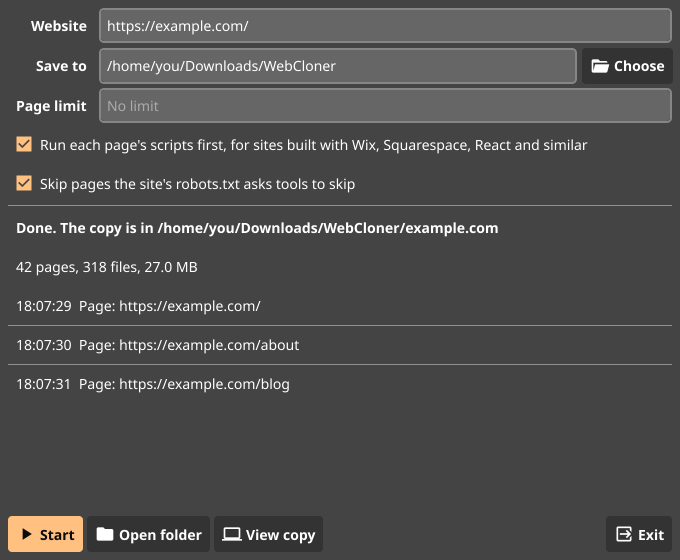 Website https://example.com/
Save to /home/you/Downloads/WebCloner Choose
Page limit No limit
Run each page's scripts first, for sites built with Wix, Squarespace, React and similar
Skip pages the site's robots.txt asks tools to skip
Done. The copy is in /home/you/Downloads/WebCloner/example.com
42 pages, 318 files, 27.0 MB
18:07:29 Page: https://example.com/
18:07:30 Page: https://example.com/about
18:07:31 Page: https://example.com/blog
Start Open folder View copy Exit